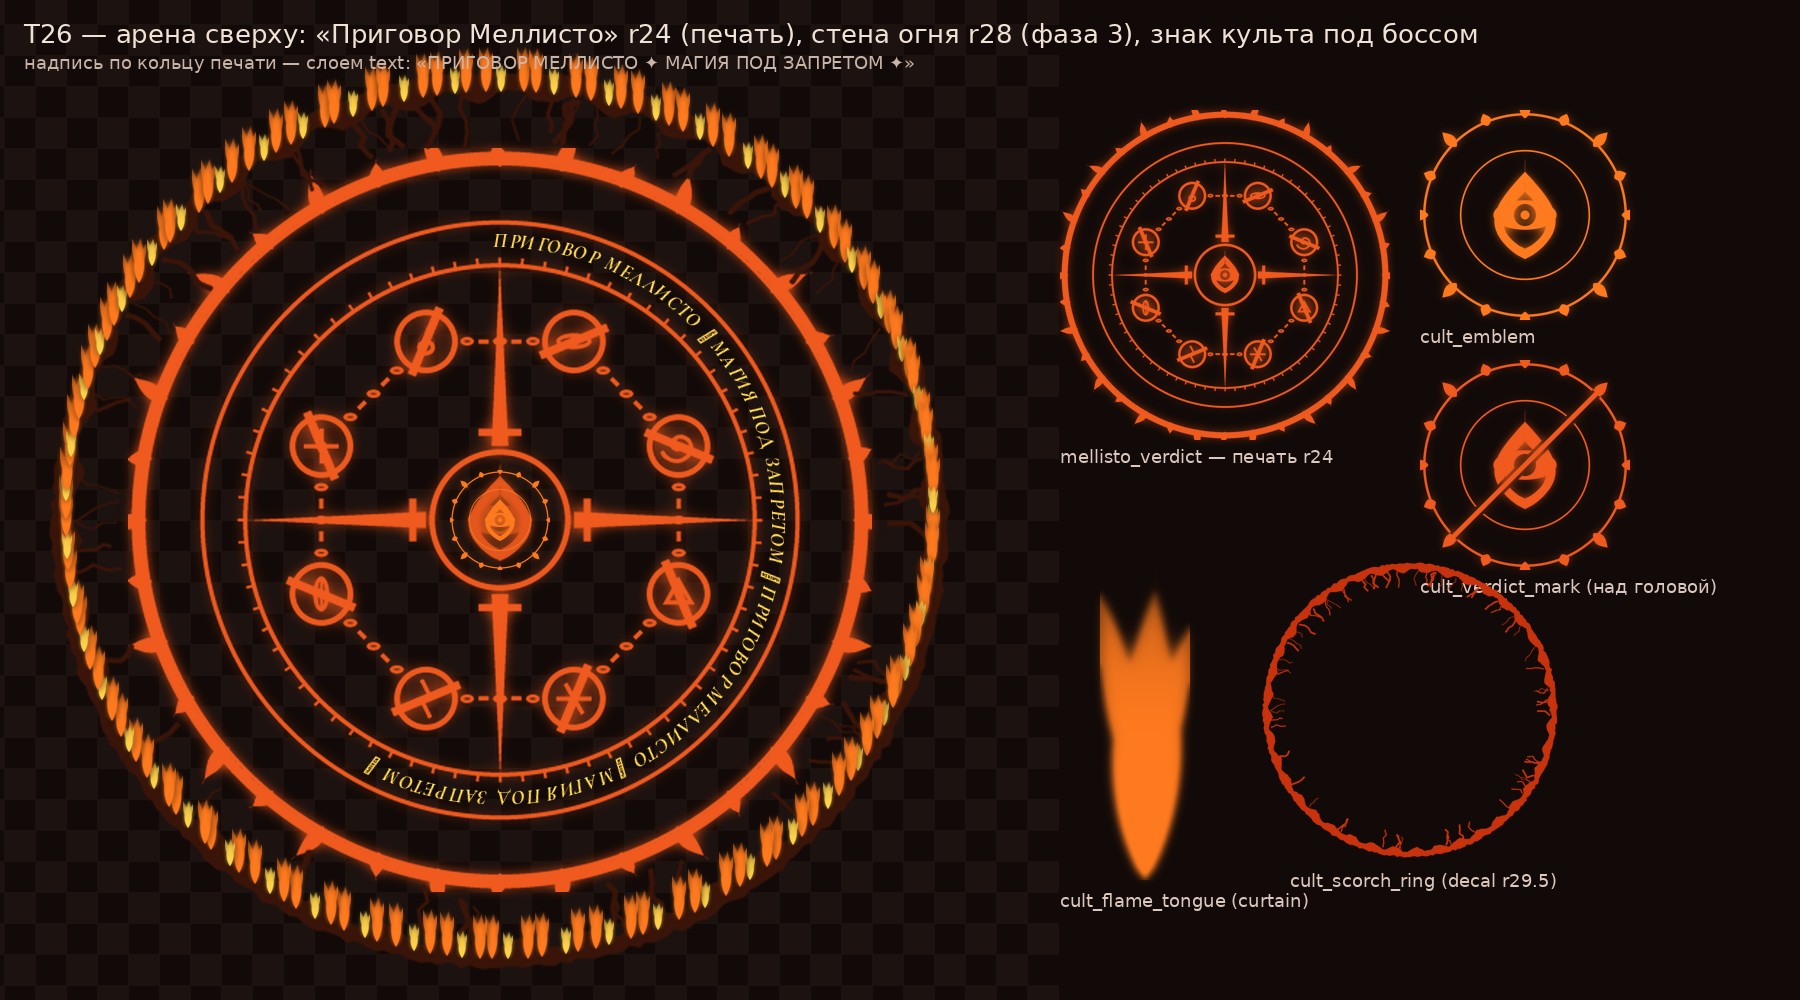 T26 — арена сверху: «Приговор Меллисто» r24 (печать), стена огня r28 (фаза 3), знак культа под боссом
надпись по кольцу печати — слоем text: «ПРИГОВОР МЕЛЛИСТО ✦ МАГИЯ ПОД ЗАПРЕТОМ ✦»
ПРИГОВОР МЕЛЛИСТО МАГИЯ ПОД ЗАПРЕТОМ ПРИГОВОР МЕЛЛИСТО МАГИЯ ПОД ЗАПРЕТОМ
cult_emblem
mellisto_verdict — печать r24
cult_verdict_mark (над головой)
cult_scorch_ring (decal r29.5)
cult_flame_tongue (curtain)